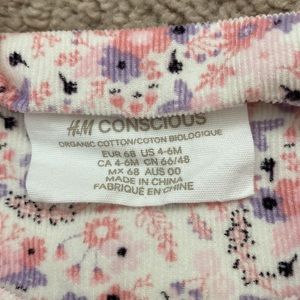 H&M CONSCIOUS
ORGANIC COTTON/COTON BIOLOGIQUE
EUR 68 US 4-6M
CA 4-6M CN 66/48
MX 68 AUS 00
MADE IN CHINA
FABRIQUÉ EN CHINE